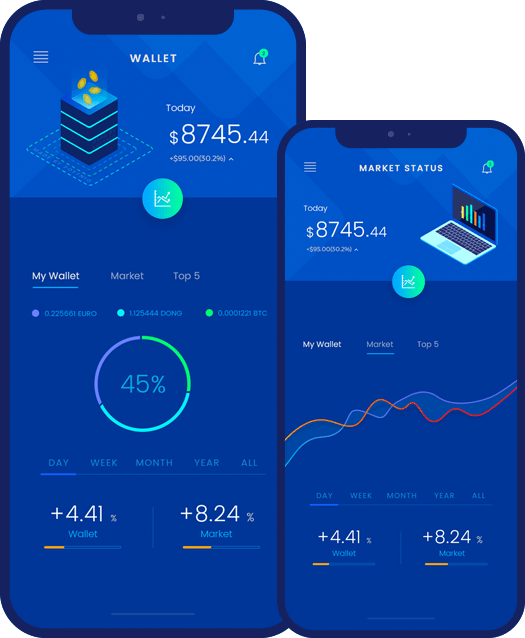 WALLET
2
Today
$8745.44
+$95.00(30.2%)
My Wallet Market Top 5
0.225661 EURO 1.125444 DONG 0.0001221 BTC
45%
DAY WEEK MONTH YEAR ALL
+4.41 % +8.24 %
Wallet Market
MARKET STATUS
Today
$8745.44
+$95.00(30.2%)
My Wallet Market Top 5
DAY WEEK MONTH YEAR ALL
+4.41 % +8.24 %
Wallet Market